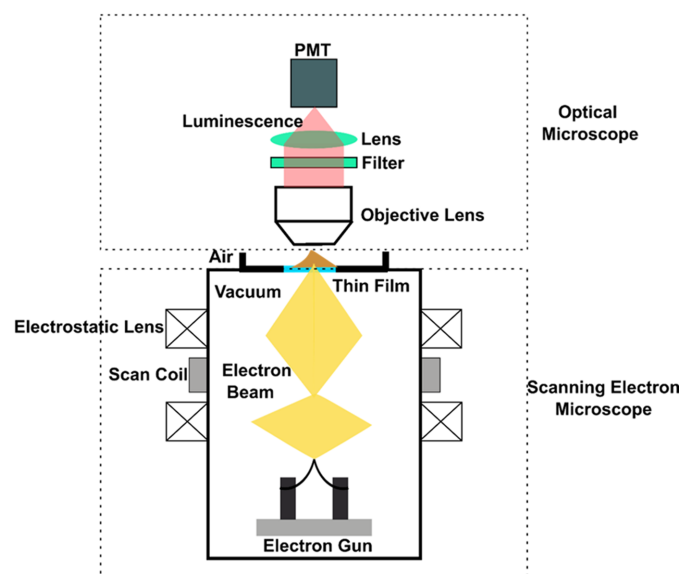 PMT
Luminescence
Lens
Filter
Optical
Microscope
Objective Lens
Air
Vacuum
Thin Film
Electrostatic Lens
Scan Coil
Electron
Beam
Scanning Electron
Microscope
Electron Gun